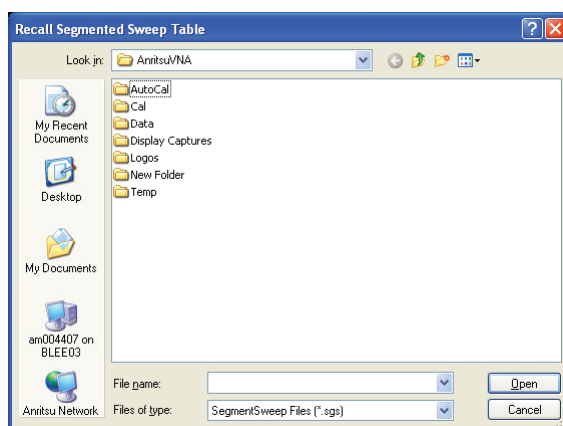 Recall Segmented Sweep Table
Look in:
AnritsuVNA
My Recent
Documents
Desktop
My Documents
am004407 on
BLEE03
Anritsu Network
AutoCal
Cal
Data
Display Captures
Logos
New Folder
Temp
File name:
Open
Files of type:
SegmentSweep Files (*.sgs)
Cancel